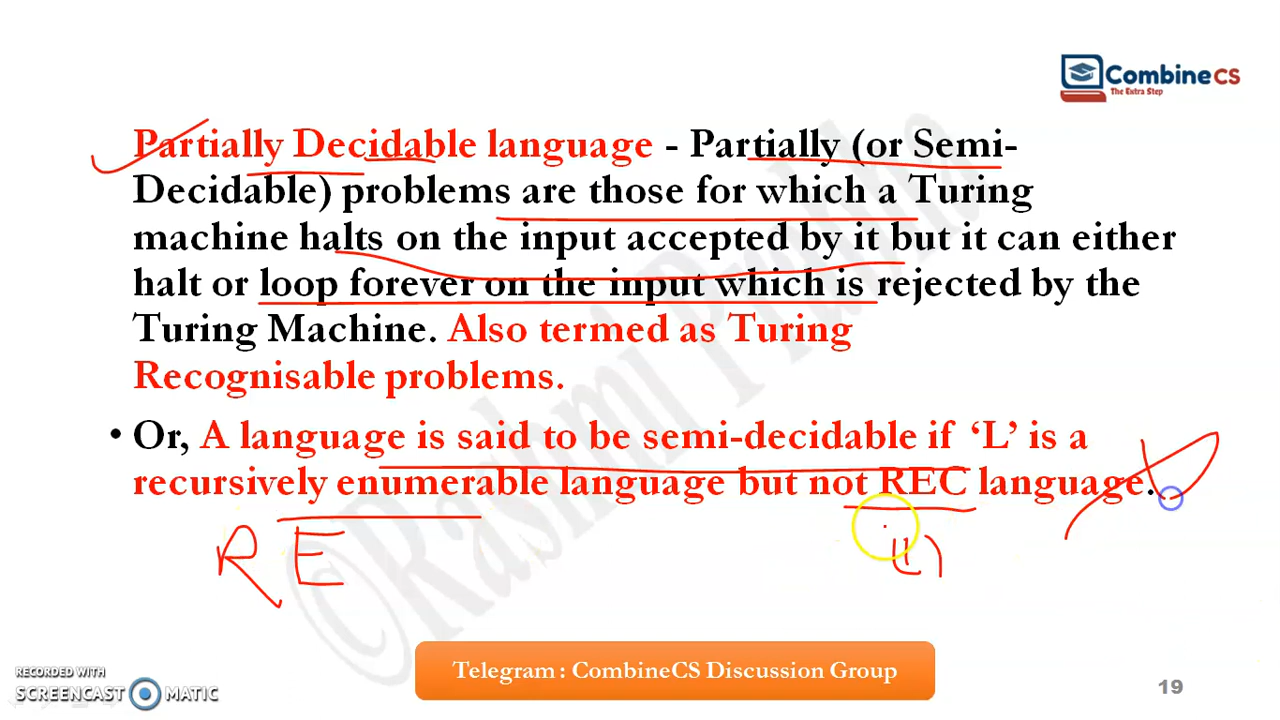 CombineCS
The Extra Step
Partially Decidable language - Partially (or Semi-
Decidable) problems are those for which a Turing
machine halts on the input accepted by it but it can either
halt or loop forever on the input which is rejected by the
Turing Machine. Also termed as Turing
Recognisable problems.
• Or, A language is said to be semi-decidable if ‘L’ is a
recursively enumerable language but not REC language.
RE
©Rashmi Prabha
Telegram : CombineCS Discussion Group
RECORDED WITH
SCREENCAST MATIC
19